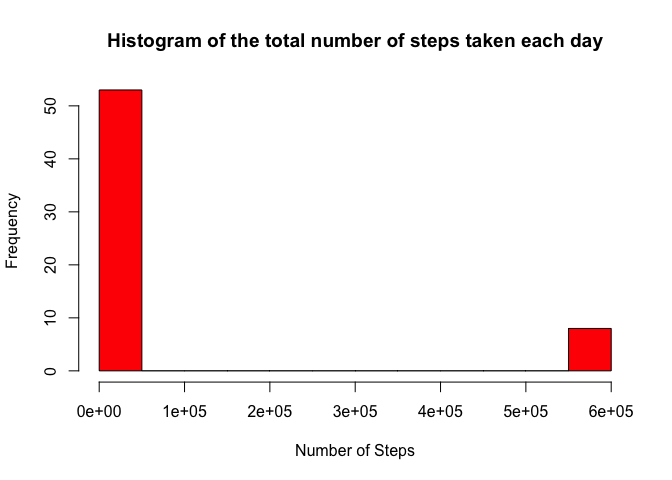 Histogram of the total number of steps taken each day
Frequency
50
40
30
20
10
0
0e+00 1e+05 2e+05 3e+05 4e+05 5e+05 6e+05
Number of Steps